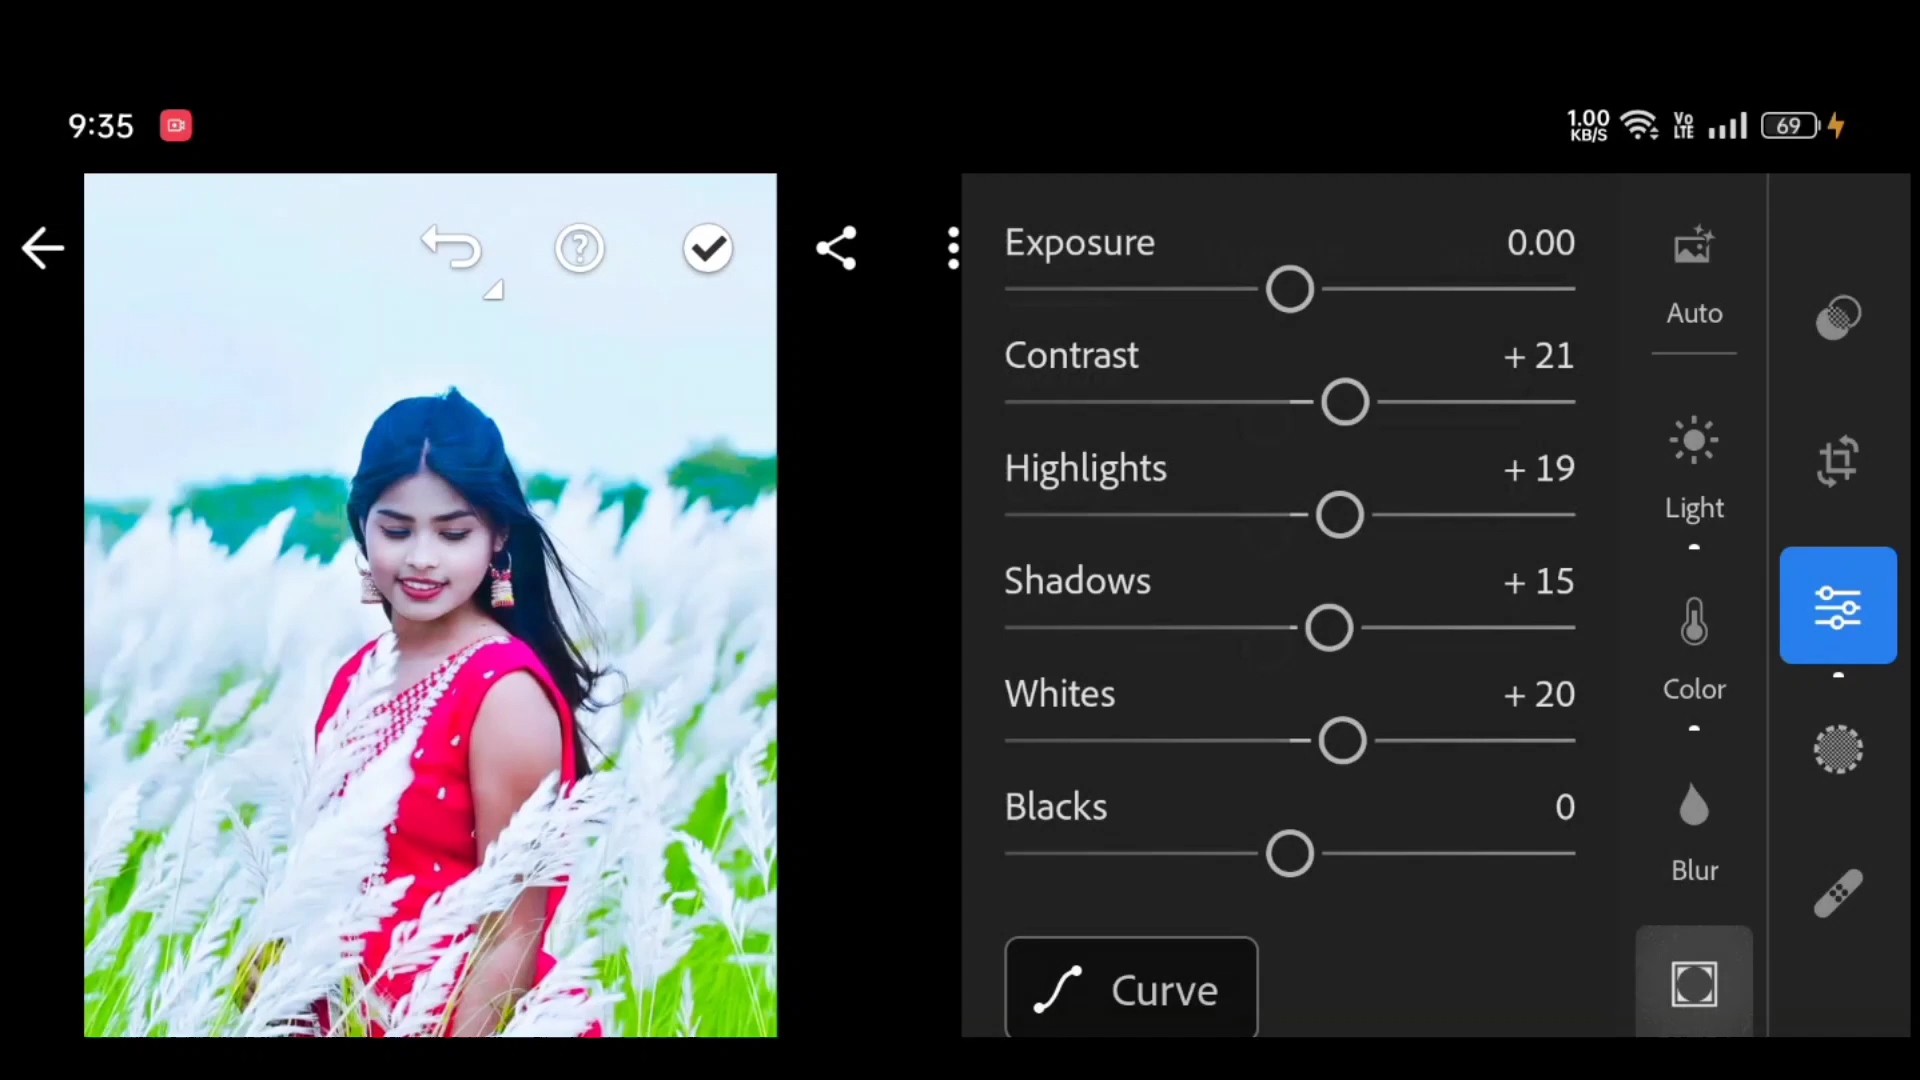 9:35
1.00 KB/S
Vo LTE
69
Exposure 0.00
Contrast + 21
Highlights + 19
Shadows + 15
Whites + 20
Blacks 0
Curve
Auto
Light
Color
Blur